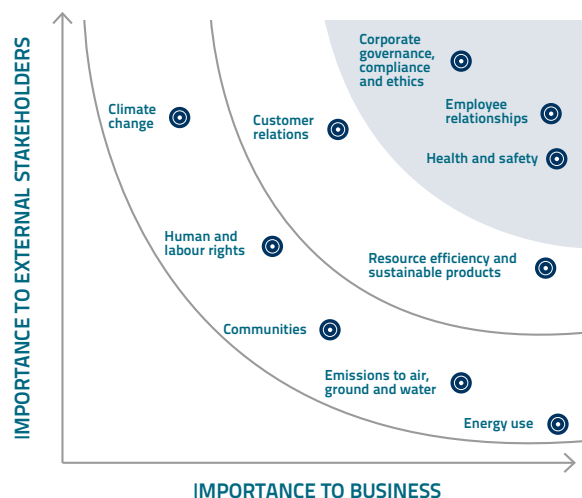 IMPORTANCE TO EXTERNAL STAKEHOLDERS
Corporate
governance,
compliance
and ethics
Climate
change
Customer
relations
Employee
relationships
Health and safety
Human and
labour rights
Resource efficiency and
sustainable products
Communities
Emissions to air,
ground and water
Energy use
IMPORTANCE TO BUSINESS